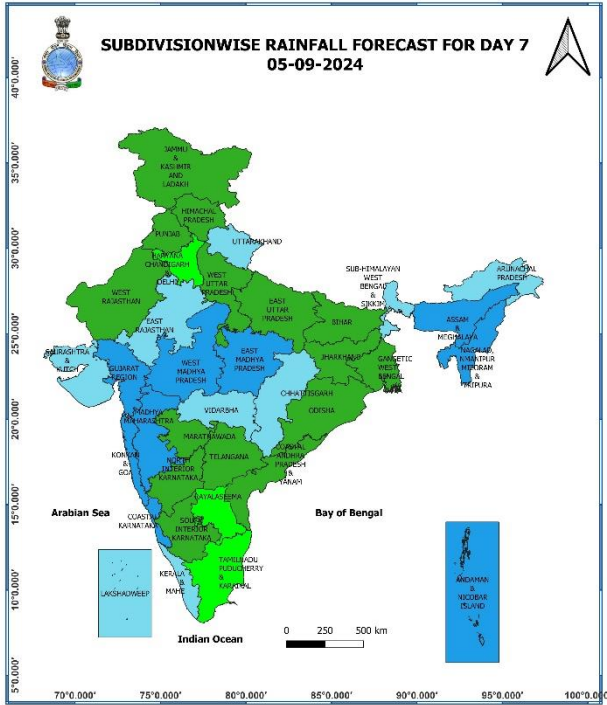 SUBDIVISIONWISE RAINFALL FORECAST FOR DAY 7
05-09-2024
40°0.000'
35°0.000'
30°0.000'
25°0.000'
20°0.000'
15°0.000'
10°0.000'
5°0.000'
JAMMU
&
KASHMIR
AND
LADAKH
HIMACHAL
PRADESH
PUNJAB
UTTARAKHAND
HARYANA
CHANDIGARH
&
DELHI
WEST
UTTAR
PRADESH
WEST
RAJASTHAN
EAST
RAJASTHAN
EAST
UTTAR
PRADESH
SUB-HIMALAYAN
WEST
BENGAL
&
SIKKIM
ARUNACHAL
PRADESH
BIHAR
ASSAM
&
MEGHALAYA
NAGALAND
MANIPUR
MIZORAM
&
TRIPURA
SAURASHTRA
&
KUTCH
GUJARAT
REGION
WEST
MADHYA
PRADESH
EAST
MADHYA
PRADESH
JHARKHAND
GANGETIC
WEST
BENGAL
CHHATTISGARH
ODISHA
VIDARBHA
MADHYA
MAHARASHTRA
MARATHAWADA
KONKAN
&
GOA
TELANGANA
COASTAL
ANDHRA
PRADESH
&
YANAM
NORTH
INTERIOR
KARNATAKA
RAYALASEEMA
COASTAL
KARNATAKA
SOUTH
INTERIOR
KARNATAKA
Arabian Sea
Bay of Bengal
TAMILNADU
PUDUCHERRY
&
KARAIKAL
KERALA
&
MAHE
LAKSHADWEEP
ANDAMAN
&
NICOBAR
ISLAND
Indian Ocean
0 250 500 km
70°0.000' 75°0.000' 80°0.000' 85°0.000' 90°0.000' 95°0.000' 100°0.000'